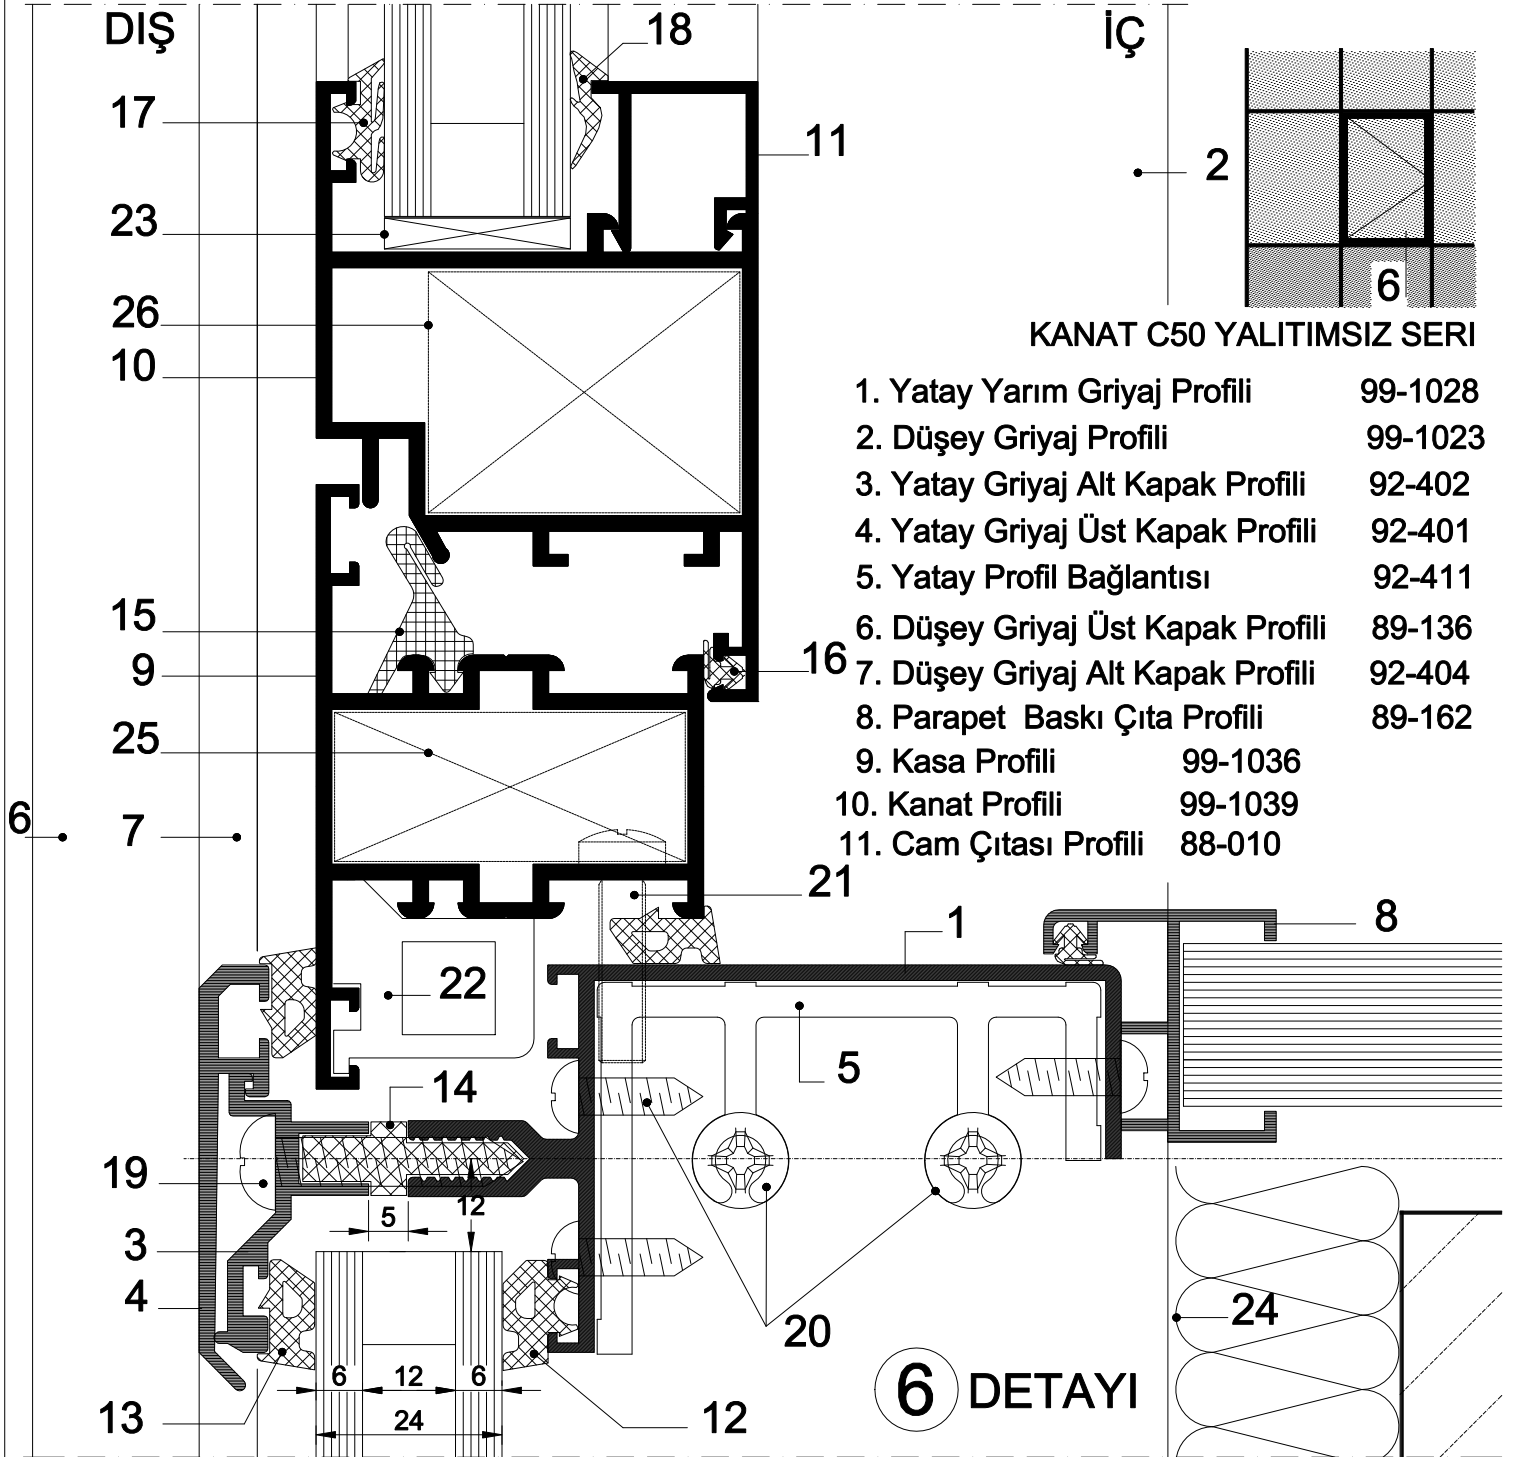 DIŞ
İÇ
18
17
11
2
23
6
26
10
KANAT C50 YALITIMSIZ SERI
1. Yatay Yarım Griyaj Profili 99-1028
2. Düşey Griyaj Profili 99-1023
3. Yatay Griyaj Alt Kapak Profili 92-402
4. Yatay Griyaj Üst Kapak Profili 92-401
5. Yatay Profil Bağlantısı 92-411
6. Düşey Griyaj Üst Kapak Profili 89-136
7. Düşey Griyaj Alt Kapak Profili 92-404
8. Parapet Baskı Çıta Profili 89-162
9. Kasa Profili 99-1036
10. Kanat Profili 99-1039
11. Cam Çıtası Profili 88-010
15
9
16
25
6
7
21
1
8
22
5
14
19
12
5
3
4
20
24
6
12
6
24
13
12
6 DETAYI